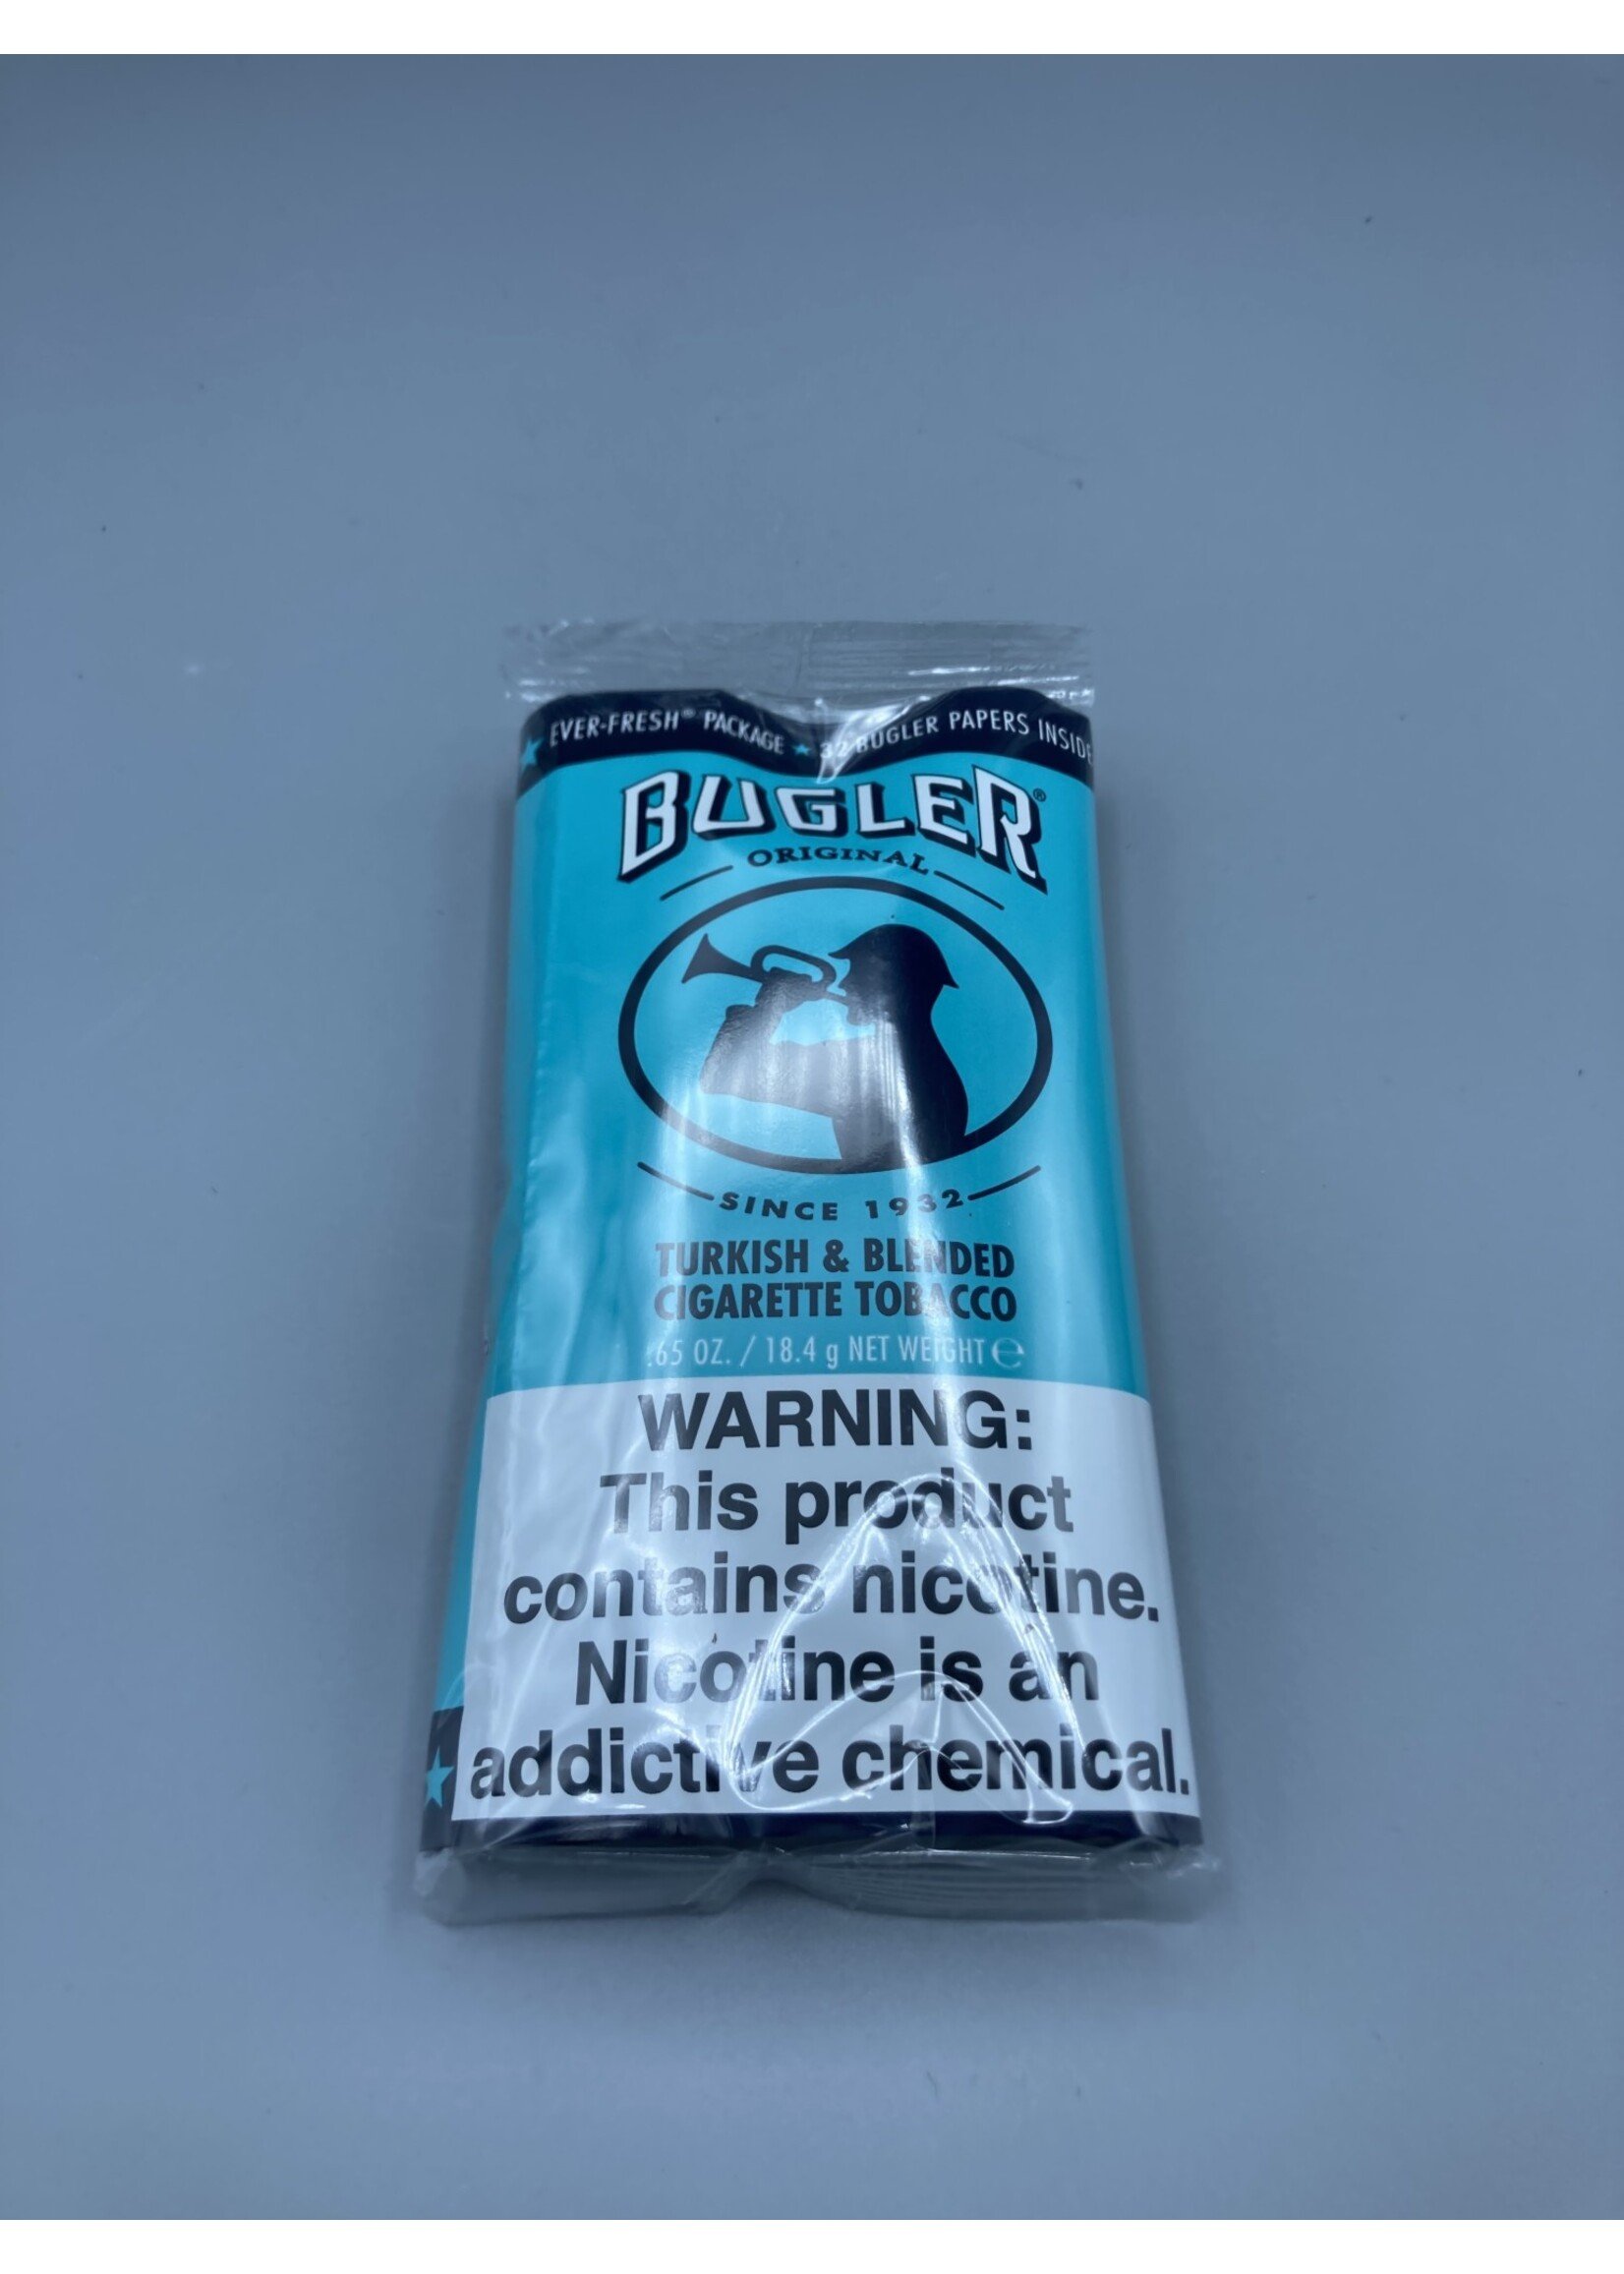 EVER-FRESH® PACKAGE ★ 32 BUGLER PAPERS INSIDE
BUGLER®
ORIGINAL
SINCE 1932
TURKISH & BLENDED
CIGARETTE TOBACCO
.65 OZ. / 18.4 g NET WEIGHT ℮
WARNING:
This product
contains nicotine.
Nicotine is an
addictive chemical.